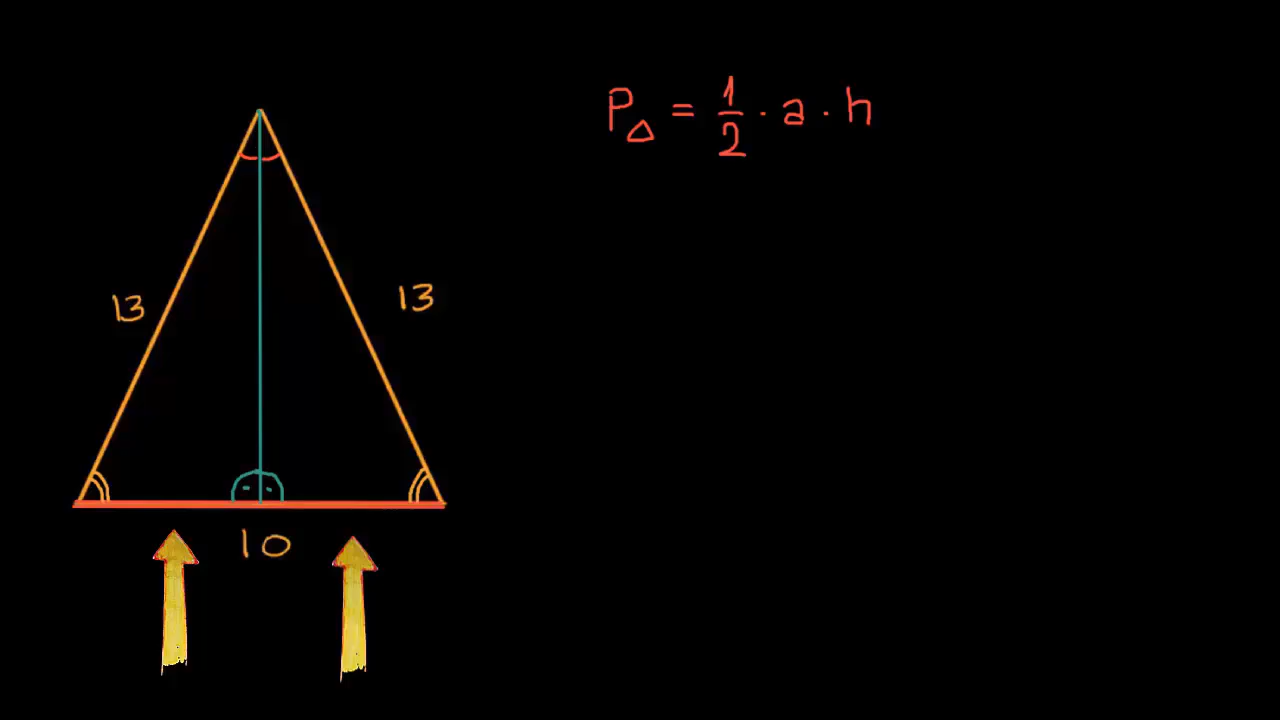 P△ = 1/2 · a · h
13
13
10